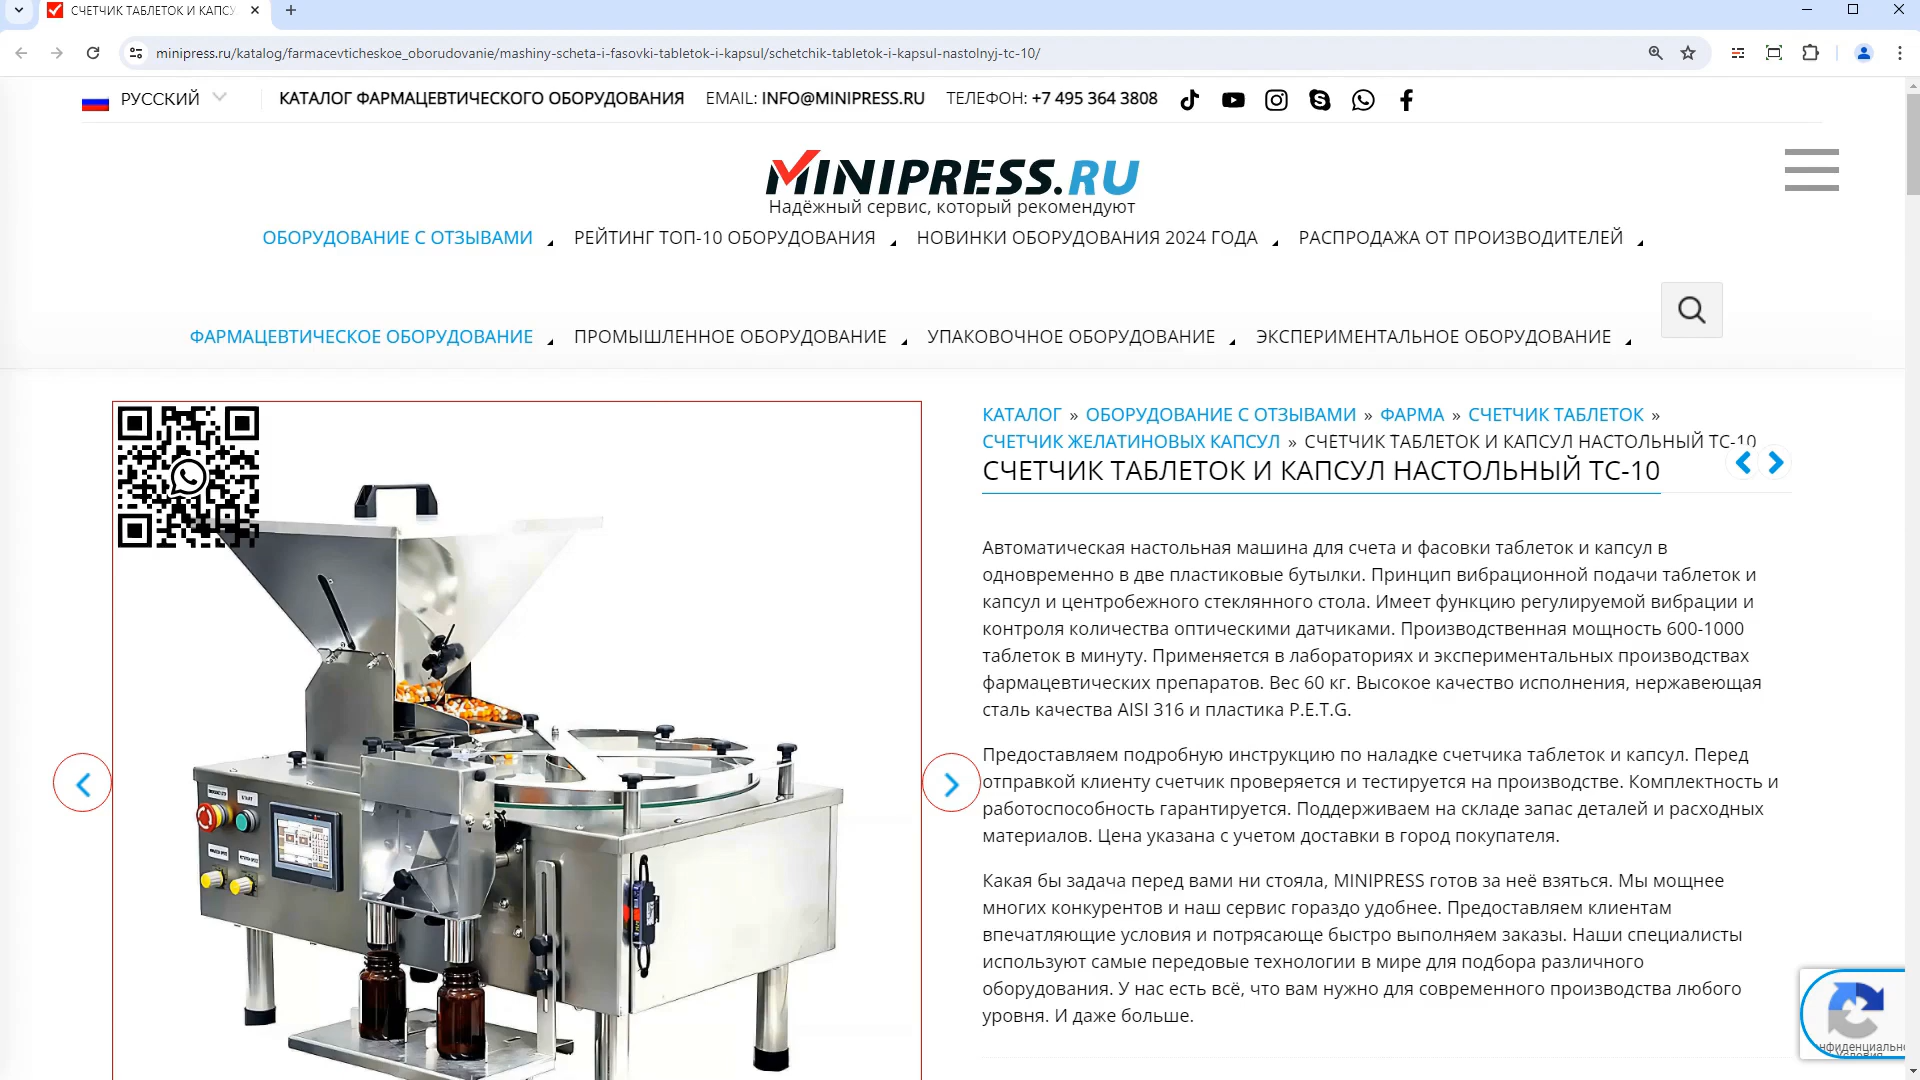 СЧЕТЧИК ТАБЛЕТОК И КАПСУ
minipress.ru/katalog/farmacevticheskoe_oborudovanie/mashiny-scheta-i-fasovki-tabletok-i-kapsul/schetchik-tabletok-i-kapsul-nastolnyj-tc-10/
РУССКИЙ КАТАЛОГ ФАРМАЦЕВТИЧЕСКОГО ОБОРУДОВАНИЯ EMAIL: INFO@MINIPRESS.RU ТЕЛЕФОН: +7 495 364 3808
MINIPRESS.RU
Надёжный сервис, который рекомендуют
ОБОРУДОВАНИЕ С ОТЗЫВАМИ РЕЙТИНГ ТОП-10 ОБОРУДОВАНИЯ НОВИНКИ ОБОРУДОВАНИЯ 2024 ГОДА РАСПРОДАЖА ОТ ПРОИЗВОДИТЕЛЕЙ
ФАРМАЦЕВТИЧЕСКОЕ ОБОРУДОВАНИЕ ПРОМЫШЛЕННОЕ ОБОРУДОВАНИЕ УПАКОВОЧНОЕ ОБОРУДОВАНИЕ ЭКСПЕРИМЕНТАЛЬНОЕ ОБОРУДОВАНИЕ
КАТАЛОГ » ОБОРУДОВАНИЕ С ОТЗЫВАМИ » ФАРМА » СЧЕТЧИК ТАБЛЕТОК »
СЧЕТЧИК ЖЕЛАТИНОВЫХ КАПСУЛ » СЧЕТЧИК ТАБЛЕТОК И КАПСУЛ НАСТОЛЬНЫЙ TC-10
СЧЕТЧИК ТАБЛЕТОК И КАПСУЛ НАСТОЛЬНЫЙ TC-10
Автоматическая настольная машина для счета и фасовки таблеток и капсул в
одновременно в две пластиковые бутылки. Принцип вибрационной подачи таблеток и
капсул и центробежного стеклянного стола. Имеет функцию регулируемой вибрации и
контроля количества оптическими датчиками. Производственная мощность 600-1000
таблеток в минуту. Применяется в лабораториях и экспериментальных производствах
фармацевтических препаратов. Вес 60 кг. Высокое качество исполнения, нержавеющая
сталь качества AISI 316 и пластика P.E.T.G.
Предоставляем подробную инструкцию по наладке счетчика таблеток и капсул. Перед
отправкой клиенту счетчик проверяется и тестируется на производстве. Комплектность и
работоспособность гарантируется. Поддерживаем на складе запас деталей и расходных
материалов. Цена указана с учетом доставки в город покупателя.
Какая бы задача перед вами ни стояла, MINIPRESS готов за неё взяться. Мы мощнее
многих конкурентов и наш сервис гораздо удобнее. Предоставляем клиентам
впечатляющие условия и потрясающе быстро выполняем заказы. Наши специалисты
используют самые передовые технологии в мире для подбора различного
оборудования. У нас есть всё, что вам нужно для современного производства любого
уровня. И даже больше.
START
нфиденциальн
Условия